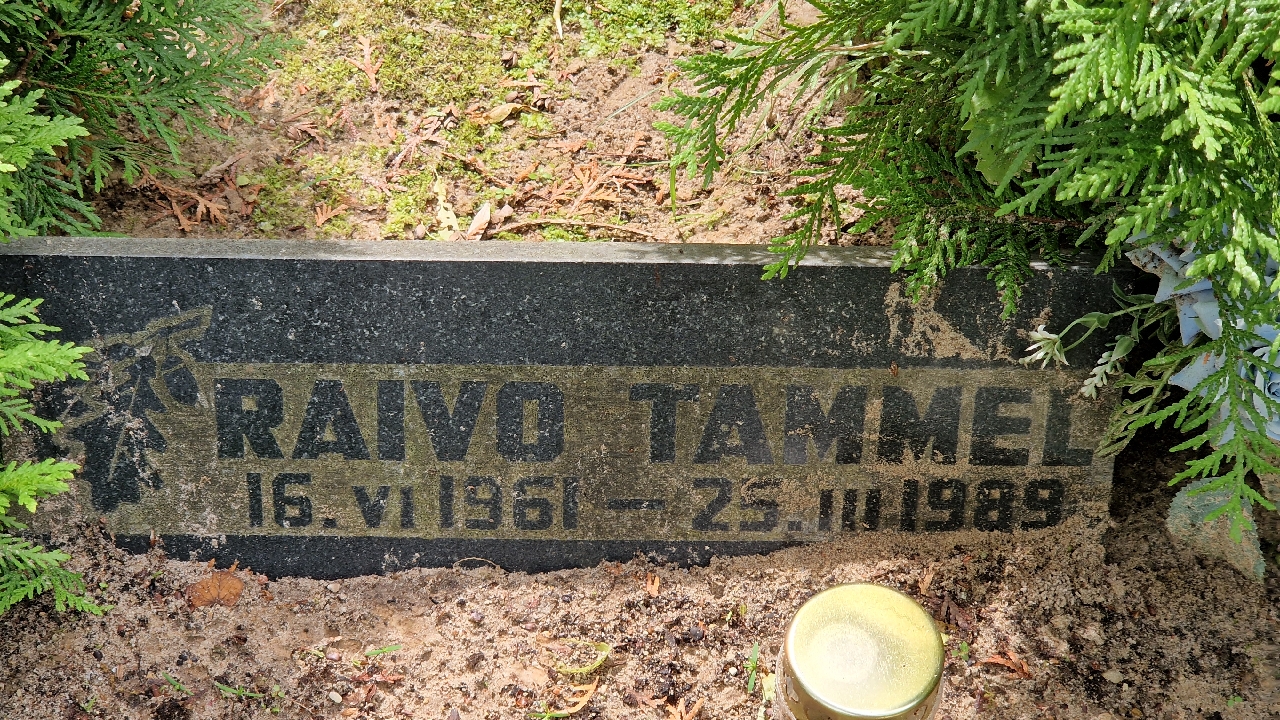 RAIVO TAMMEL
16. VI 1961 — 25. III 1989